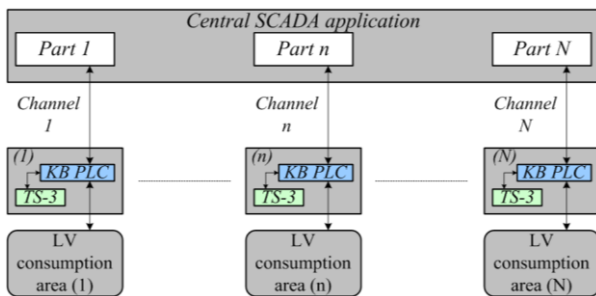 Central SCADA application
Part 1
Part n
Part N
Channel
1
Channel
n
Channel
N
(1)
KB PLC
TS-3
(n)
KB PLC
TS-3
(N)
KB PLC
TS-3
LV
consumption
area (1)
LV
consumption
area (n)
LV
consumption
area (N)